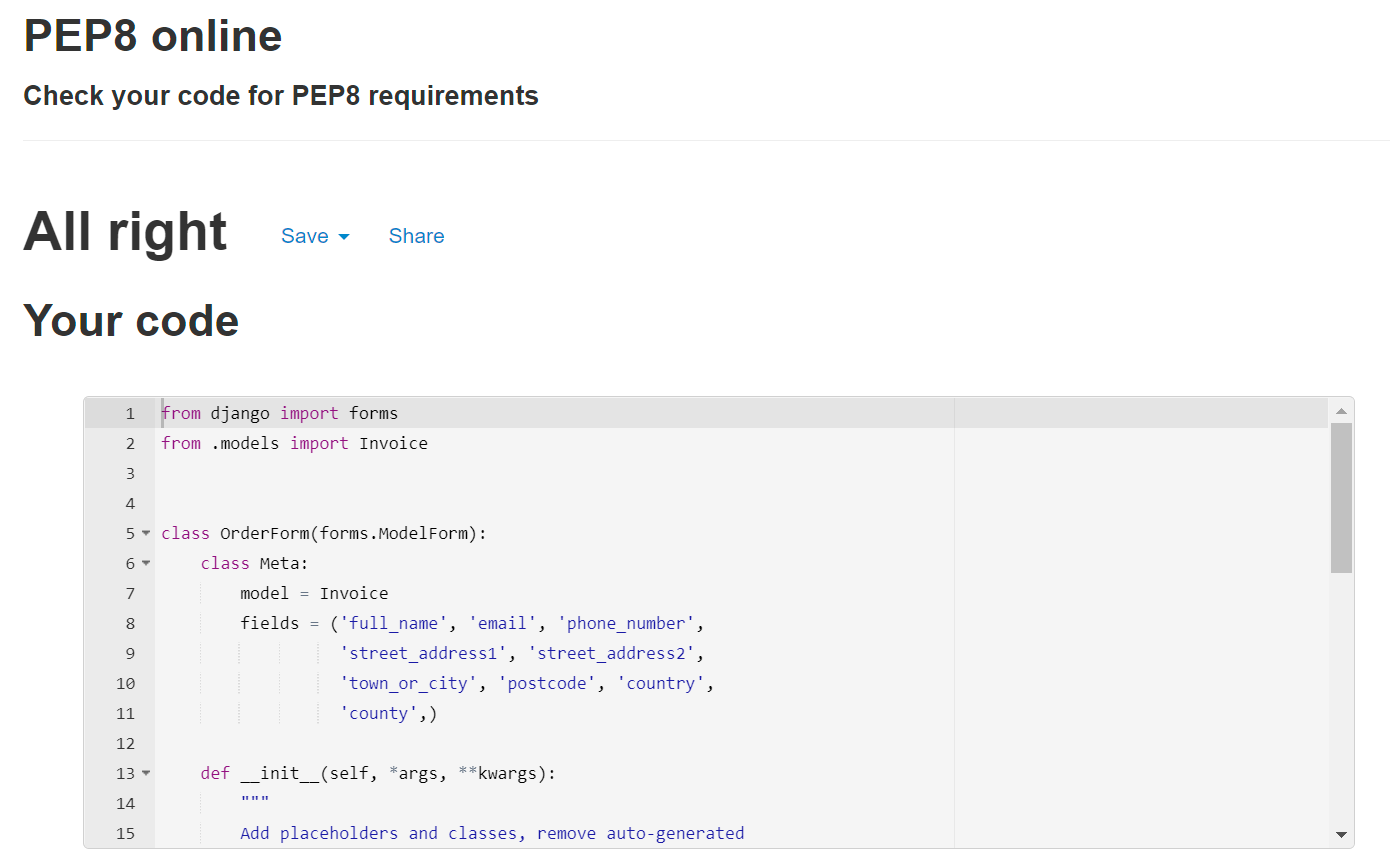 PEP8 online
Check your code for PEP8 requirements
All right Save Share
Your code
1 from django import forms
2 from .models import Invoice
3
4
5 class OrderForm(forms.ModelForm):
6     class Meta:
7         model = Invoice
8         fields = ('full_name', 'email', 'phone_number',
9                   'street_address1', 'street_address2',
10                   'town_or_city', 'postcode', 'country',
11                   'county',)
12
13     def __init__(self, *args, **kwargs):
14         """
15         Add placeholders and classes, remove auto-generated